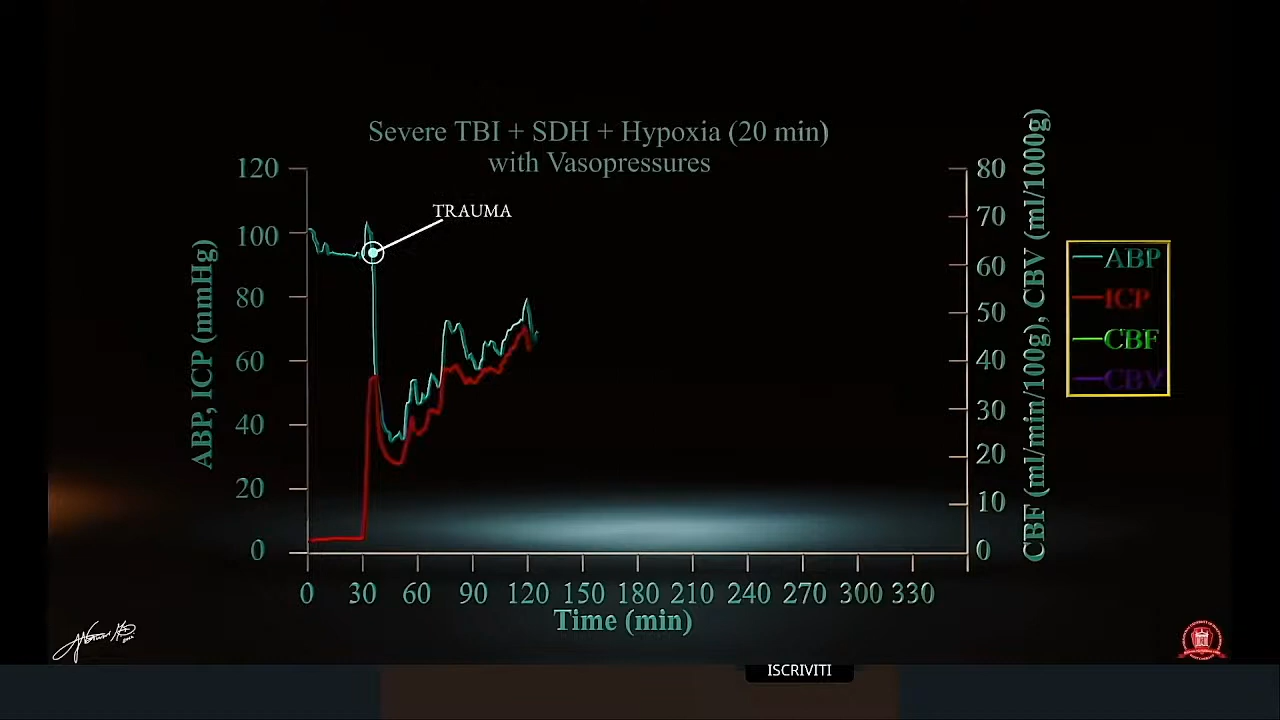 Severe TBI + SDH + Hypoxia (20 min)
with Vasopressures
TRAUMA
120
100
80
60
40
20
0
ABP, ICP (mmHg)
80
70
60
50
40
30
20
10
0
CBF (ml/min/100g), CBV (ml/1000g)
ABP
ICP
CBF
CBV
0 30 60 90 120 150 180 210 240 270 300 330
Time (min)
ISCRIVITI